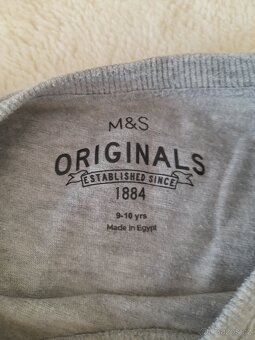 M&S
ORIGINALS
ESTABLISHED SINCE
1884
9-10 yrs
Made in Egypt